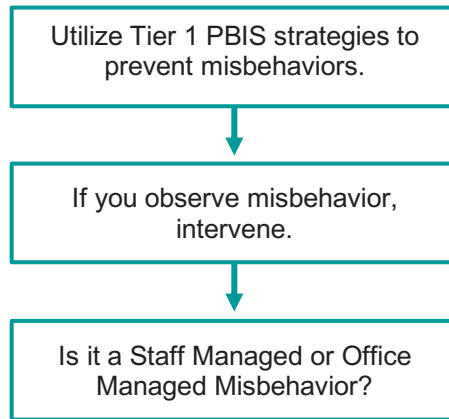 Utilize Tier 1 PBIS strategies to
prevent misbehaviors.
If you observe misbehavior,
intervene.
Is it a Staff Managed or Office
Managed Misbehavior?